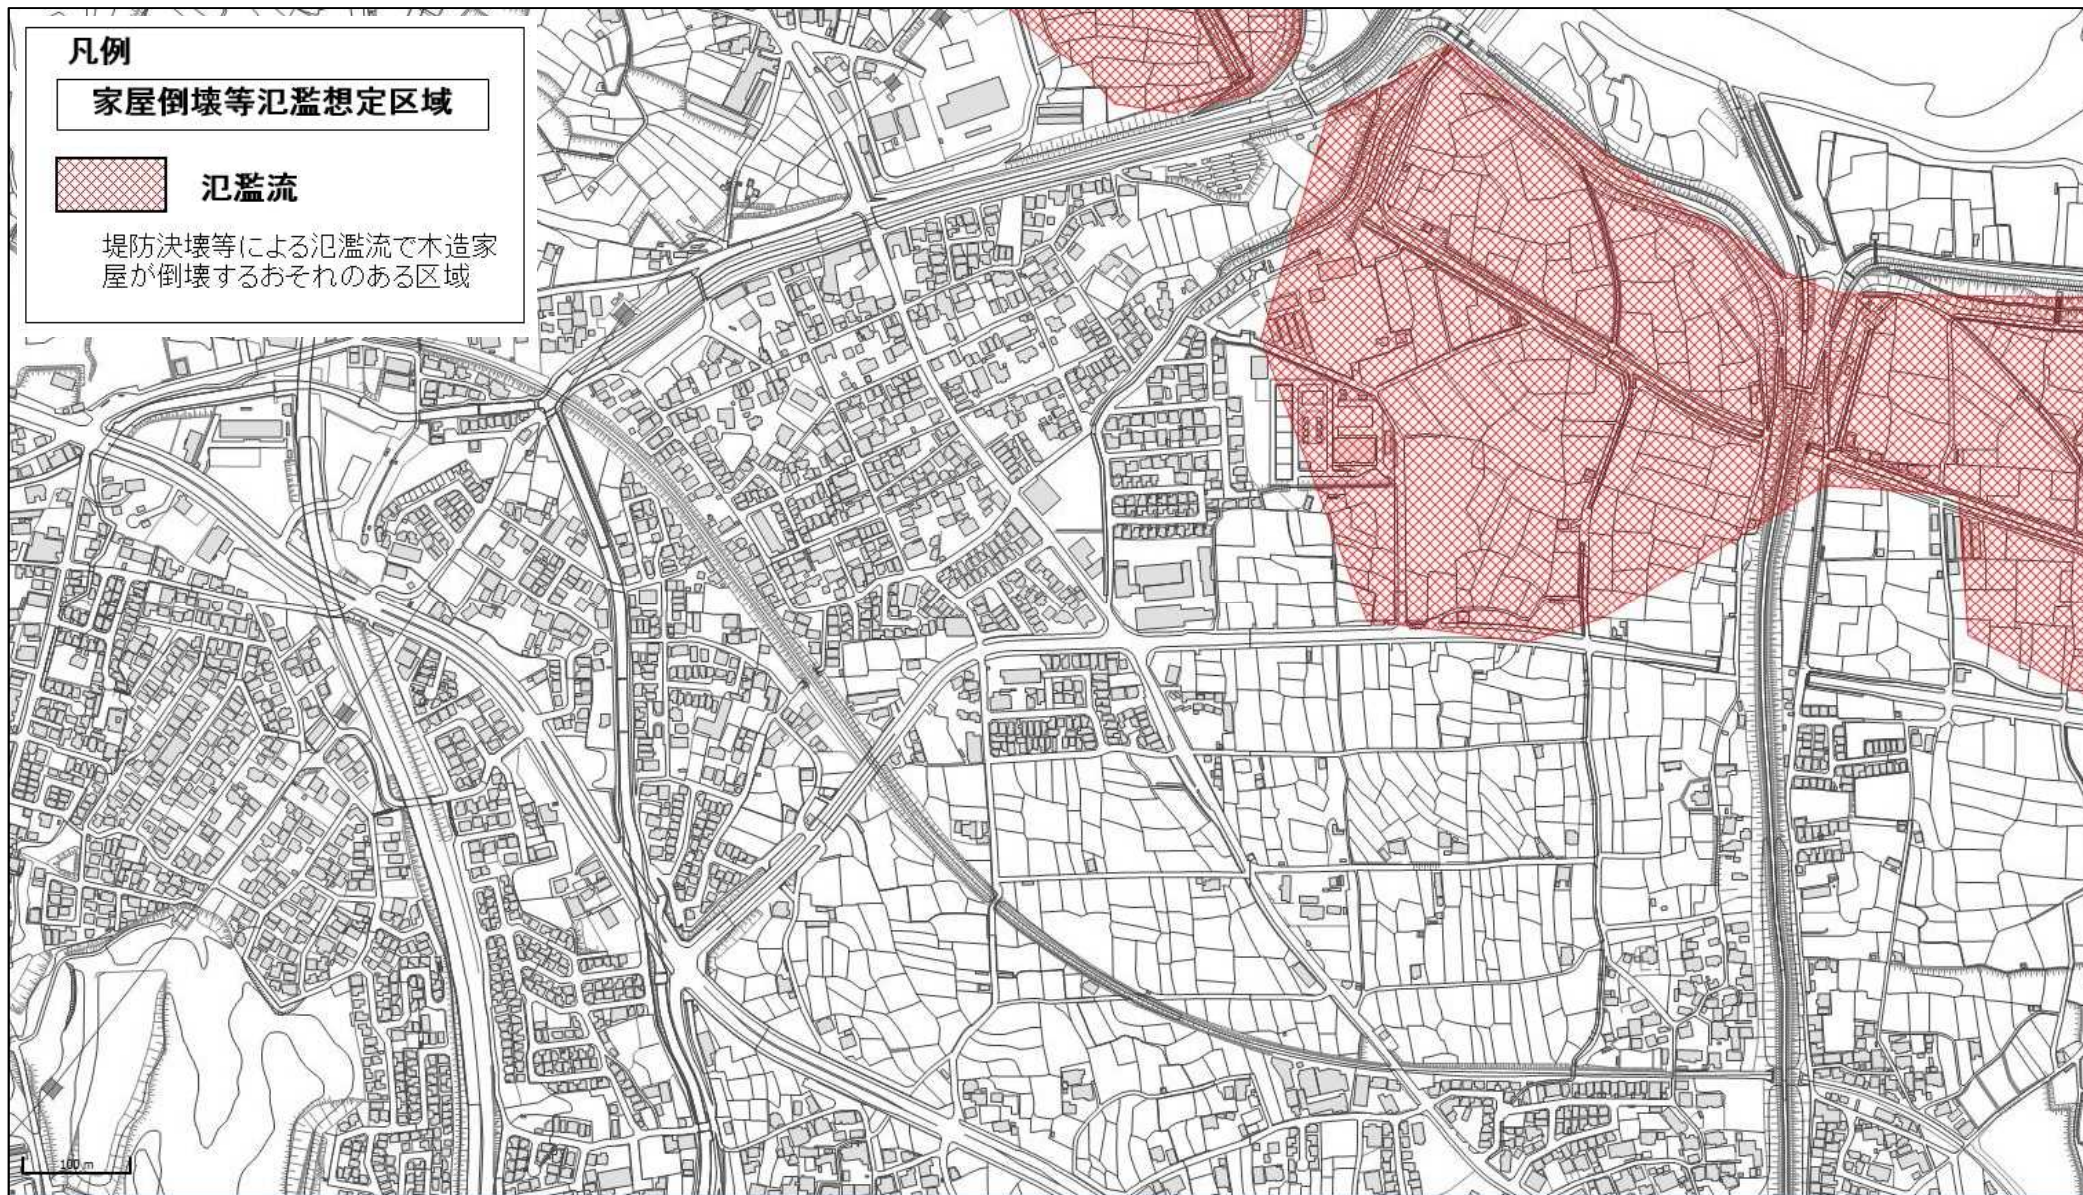 凡例
家屋倒壊等氾濫想定区域
氾濫流
堤防決壊等による氾濫流で木造家
屋が倒壊するおそれのある区域
100 m